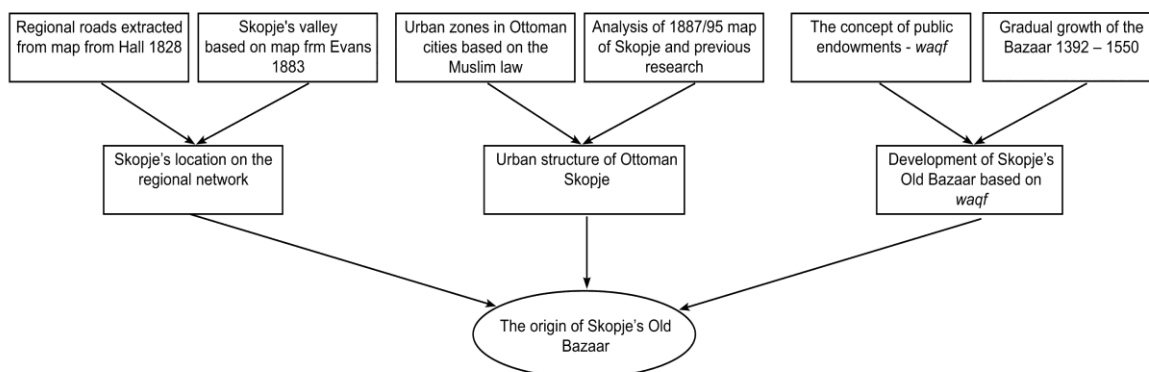 Regional roads extracted
from map from Hall 1828
Skopje's valley
based on map frm Evans
1883
Urban zones in Ottoman
cities based on the
Muslim law
Analysis of 1887/95 map
of Skopje and previous
research
The concept of public
endowments - waqf
Gradual growth of the
Bazaar 1392 – 1550
Skopje’s location on the
regional network
Urban structure of Ottoman
Skopje
Development of Skopje’s
Old Bazaar based on
waqf
The origin of Skopje’s Old
Bazaar